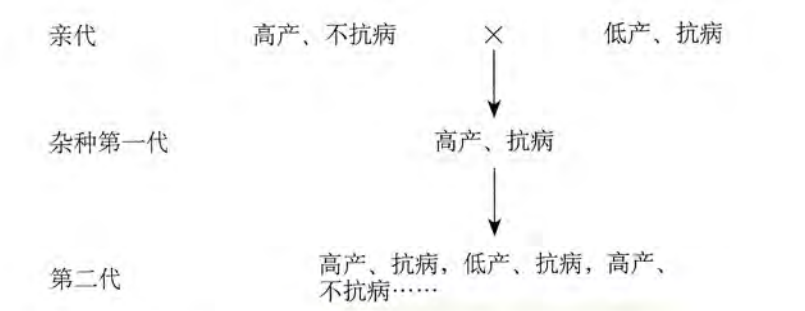 亲代 高产、不抗病 × 低产、抗病
杂种第一代 高产、抗病
第二代 高产、抗病，低产、抗病，高产、
不抗病……